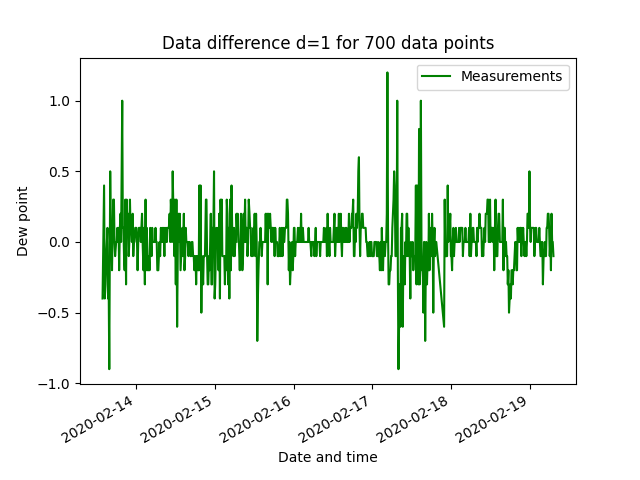 Data difference d=1 for 700 data points
Measurements
Dew point
1.0
0.5
0.0
−0.5
−1.0
2020-02-14
2020-02-15
2020-02-16
2020-02-17
2020-02-18
2020-02-19
Date and time